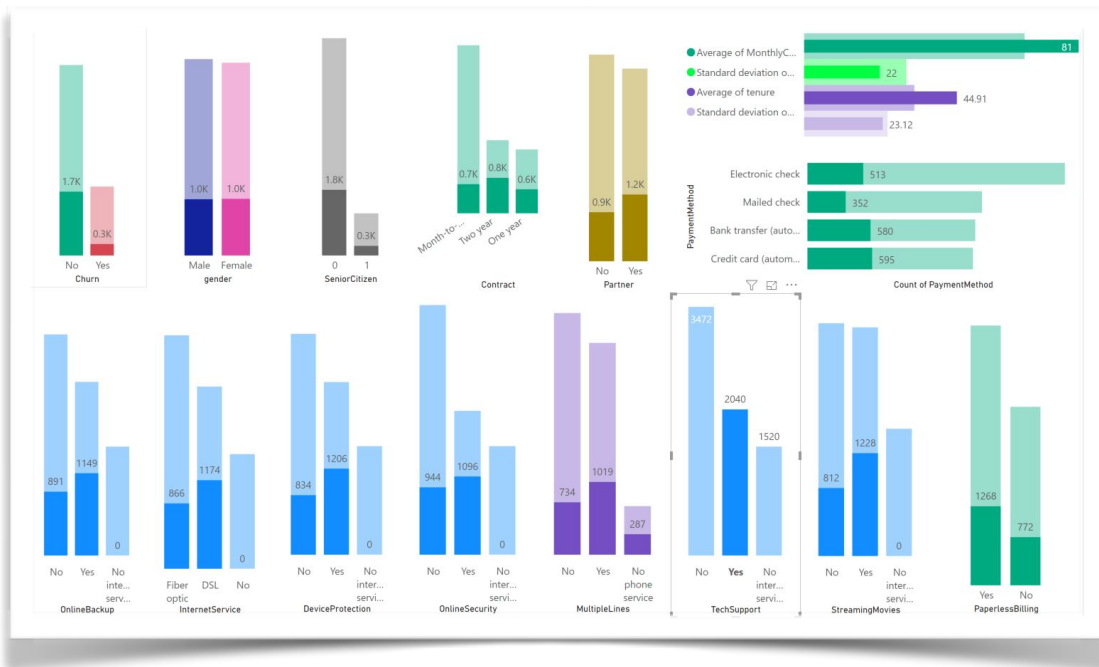 1.7K
0.3K
No Yes
Churn
1.0K 1.0K
Male Female
gender
1.8K
0.3K
0 1
SeniorCitizen
0.7K 0.8K 0.6K
Month-to-...
Two year
One year
Contract
0.9K 1.2K
No Yes
Partner
Average of MonthlyC... 81
Standard deviation o... 22
Average of tenure 44.91
Standard deviation o... 23.12
PaymentMethod
Electronic check 513
Mailed check 352
Bank transfer (auto... 580
Credit card (autom... 595
Count of PaymentMethod
891 1149 0
No Yes No
inte...
serv...
OnlineBackup
866 1174 0
Fiber DSL No
optic
InternetService
834 1206 0
No Yes No
inter...
servi...
DeviceProtection
944 1096 0
No Yes No
inter...
servi...
OnlineSecurity
734 1019 287
No Yes No
phone
service
MultipleLines
3472 2040 1520
No Yes No
inter...
servi...
TechSupport
812 1228 0
No Yes No
inter...
servi...
StreamingMovies
1268 772
Yes No
PaperlessBilling